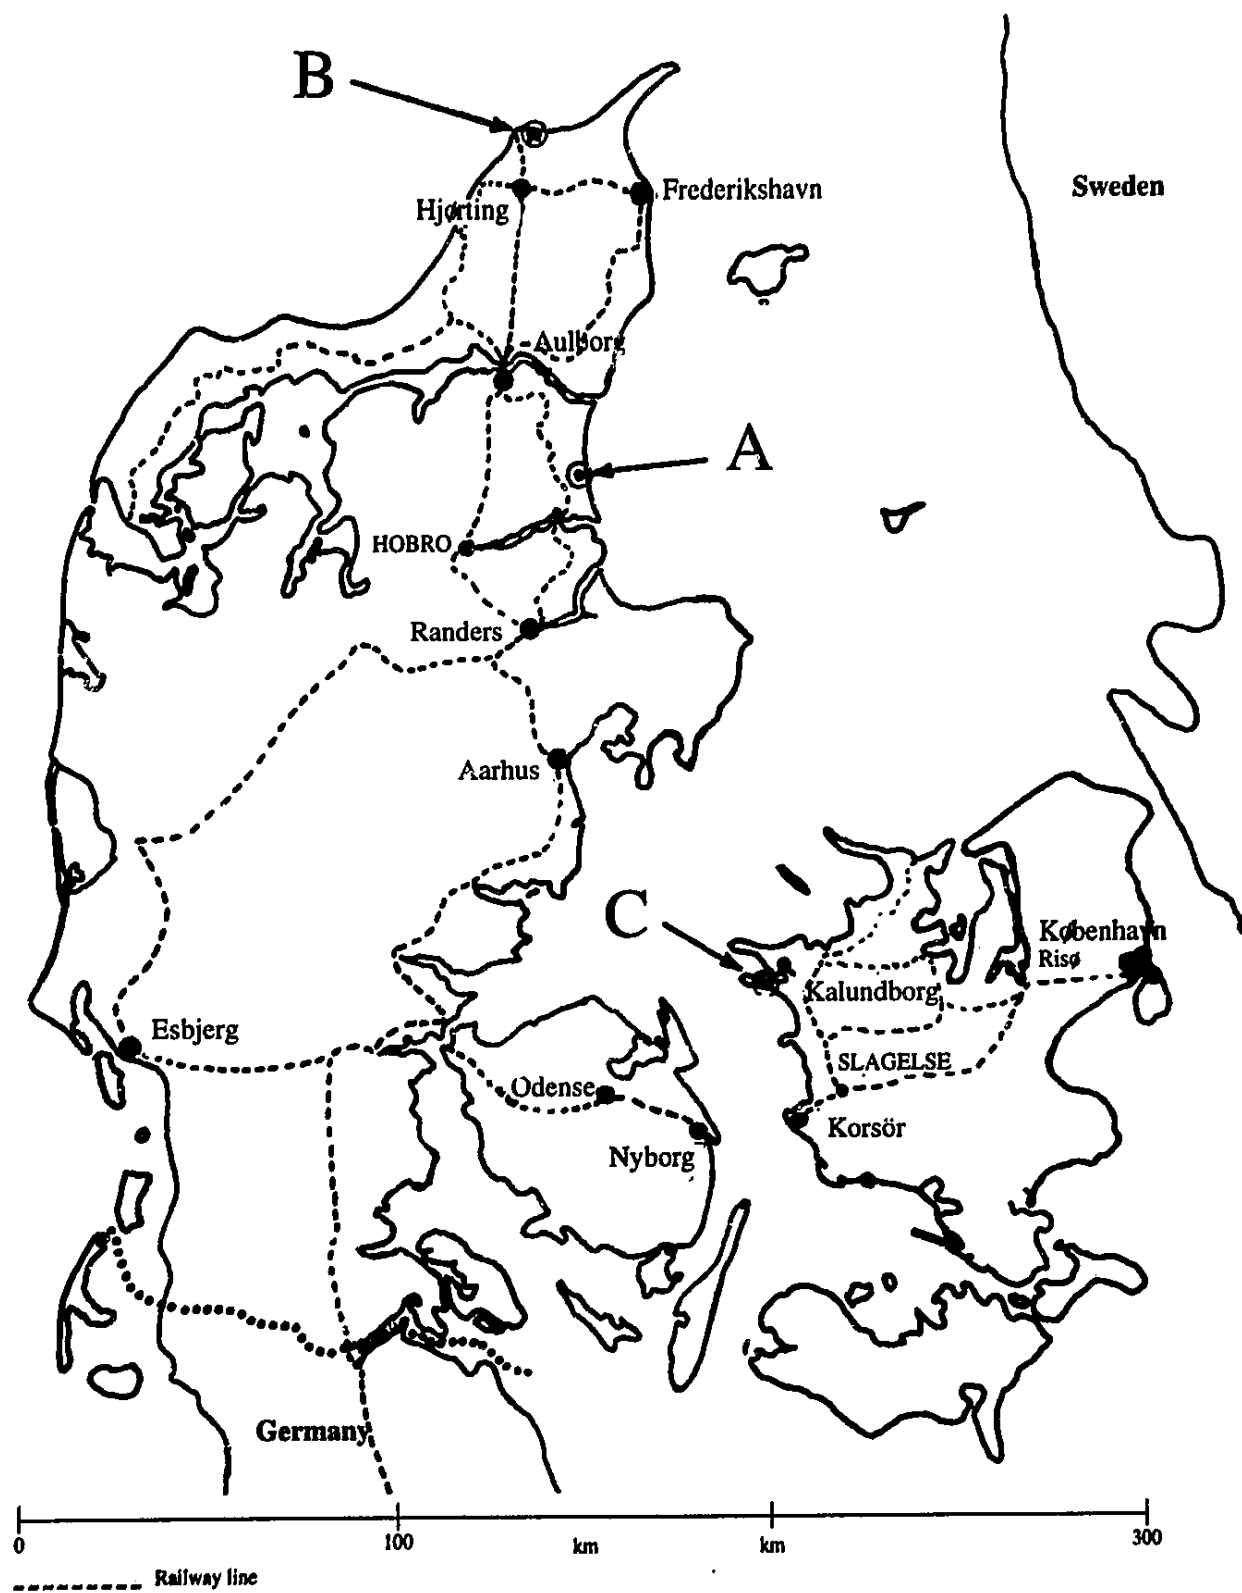 B
Sweden
Frederikshavn
Hjørting
Aulborg
A
HOBRO
Randers
Aarhus
C
København
Risø
Kalundborg
Esbjerg
SLAGELSE
Odense
Korsör
Nyborg
Germany
0 100 km km 300
Railway line